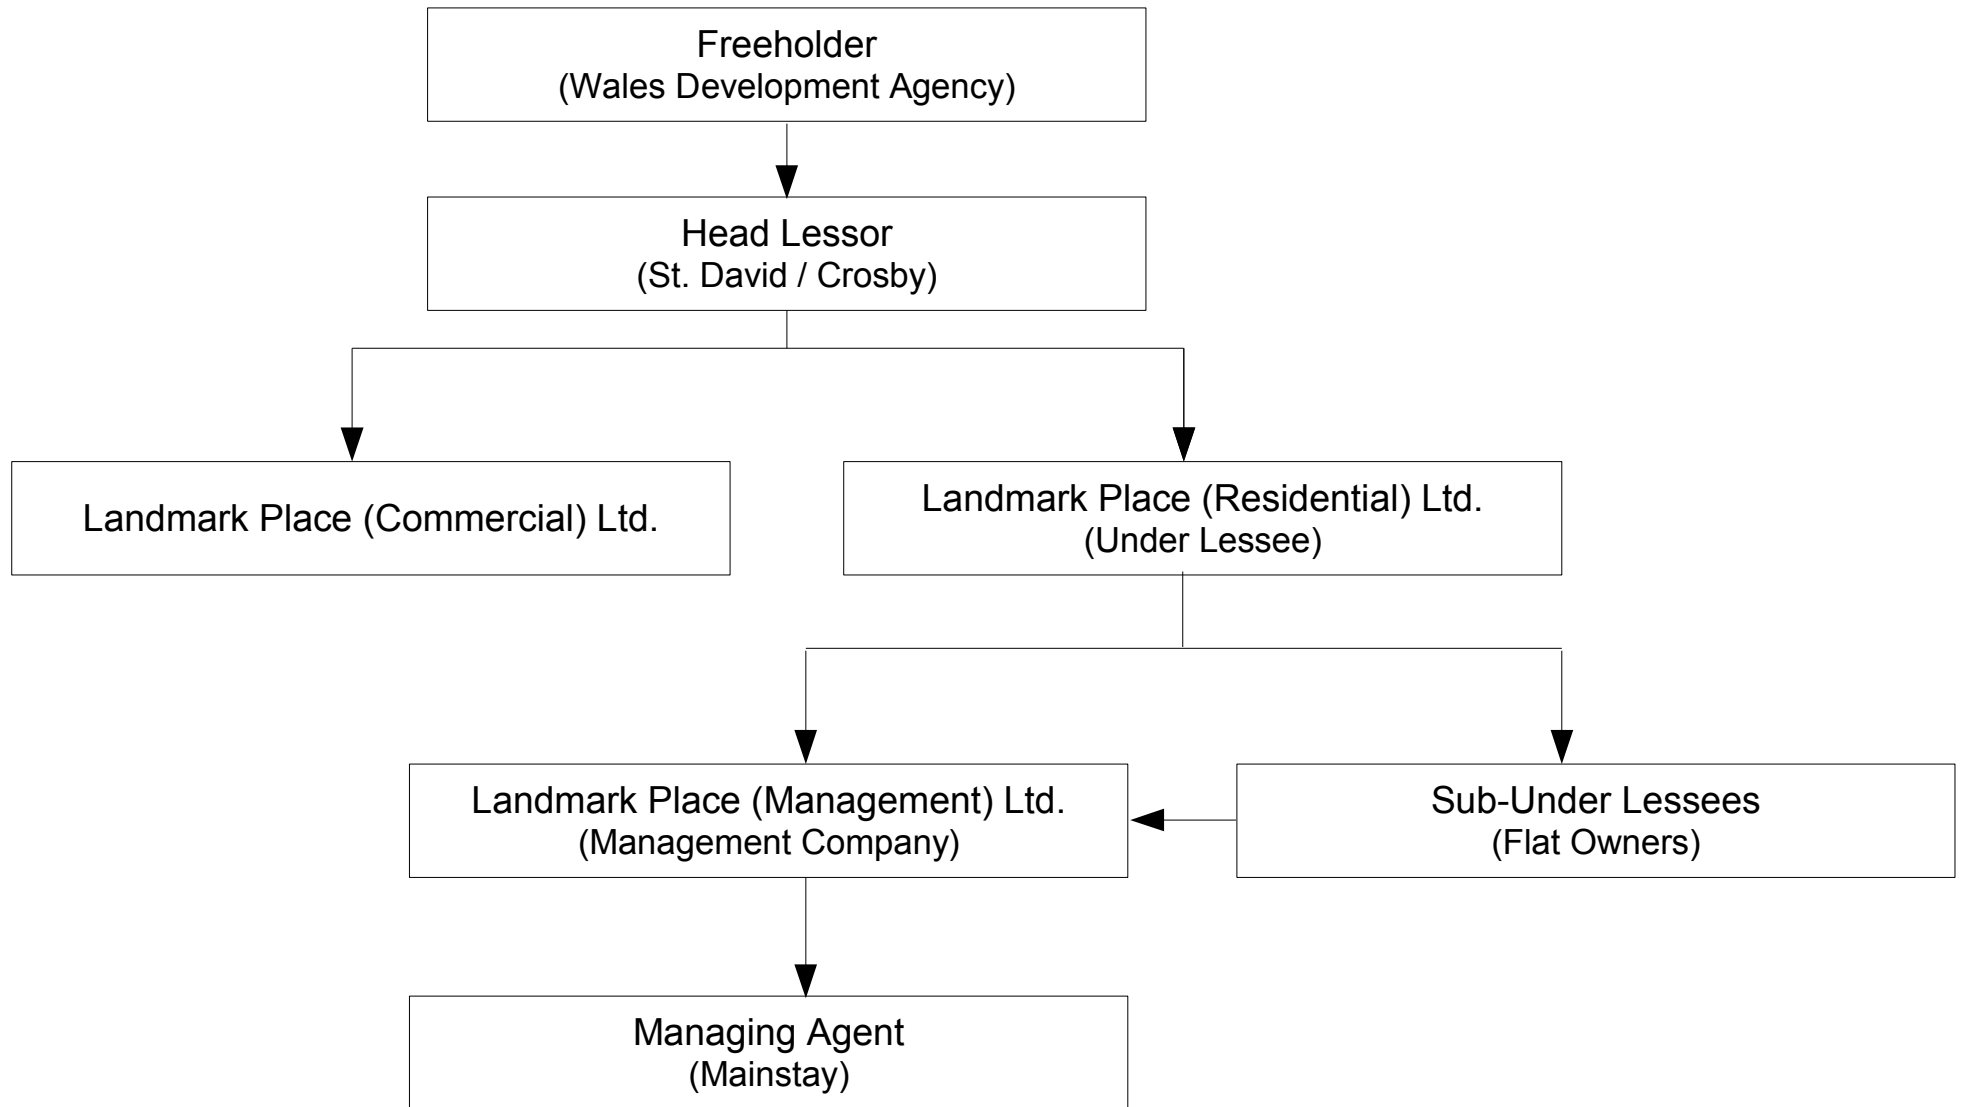 Freeholder
(Wales Development Agency)
Head Lessor
(St. David / Crosby)
Landmark Place (Commercial) Ltd.
Landmark Place (Residential) Ltd.
(Under Lessee)
Landmark Place (Management) Ltd.
(Management Company)
Sub-Under Lessees
(Flat Owners)
Managing Agent
(Mainstay)